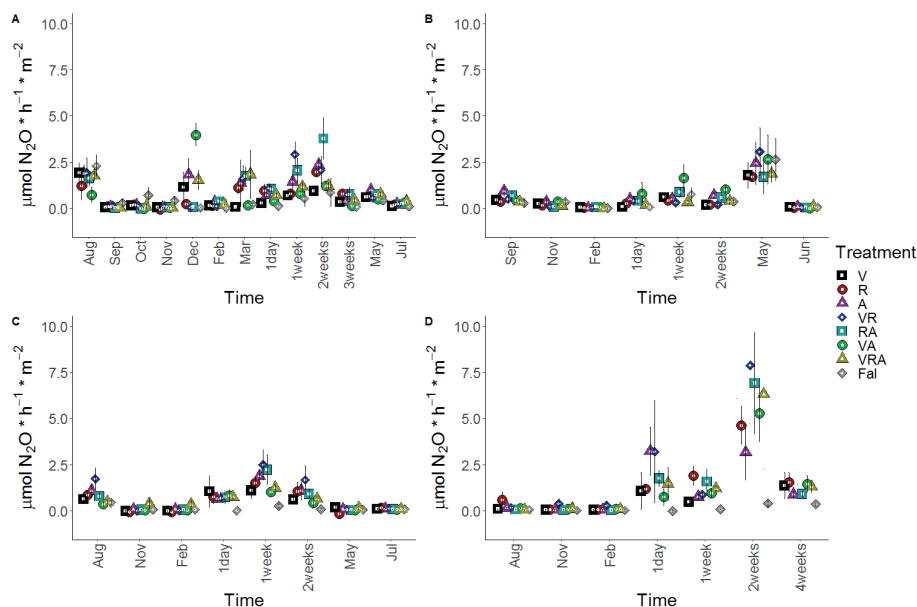 A
10.0
7.5
5.0
2.5
0.0
μmol N₂O * h⁻¹ * m⁻²
Aug
Sep
Oct
Nov
Dec
Feb
Mar
1day
1week
2weeks
3weeks
May
Jul
Time
B
10.0
7.5
5.0
2.5
0.0
μmol N₂O * h⁻¹ * m⁻²
Sep
Nov
Feb
1day
1week
2weeks
May
Jun
Time
Treatment
V
R
A
VR
RA
VA
VRA
Fal
C
10.0
7.5
5.0
2.5
0.0
μmol N₂O * h⁻¹ * m⁻²
Aug
Nov
Feb
1day
1week
2weeks
May
Jul
Time
D
10.0
7.5
5.0
2.5
0.0
μmol N₂O * h⁻¹ * m⁻²
Aug
Nov
Feb
1day
1week
2weeks
4weeks
Time